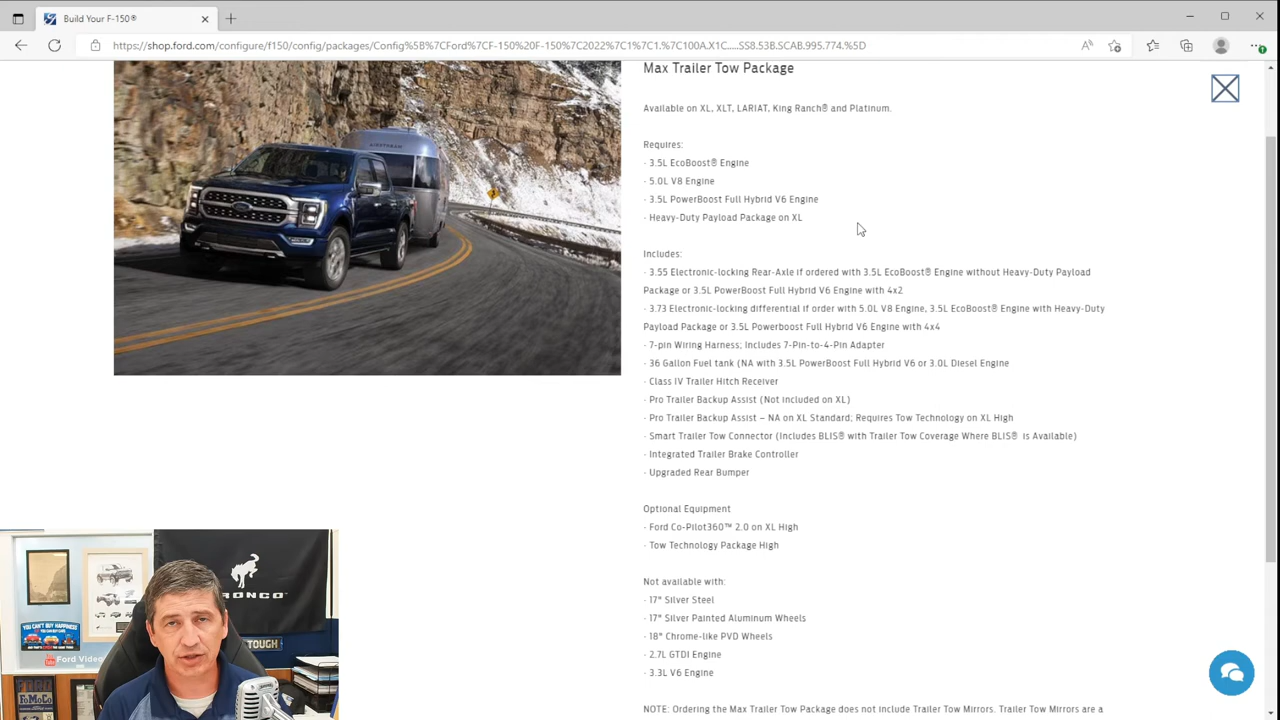 Build Your F-150®
https://shop.ford.com/configure/f150/config/packages/Config%5B%7CFord%7CF-150%20F-150%7C2022%7C1%7C1.%7C100A.X1C.....SS8.53B.SCAB.995.774.%5D
Max Trailer Tow Package
Available on XL, XLT, LARIAT, King Ranch® and Platinum.
Requires:
· 3.5L EcoBoost® Engine
· 5.0L V8 Engine
· 3.5L PowerBoost Full Hybrid V6 Engine
· Heavy-Duty Payload Package on XL
Includes:
· 3.55 Electronic-locking Rear-Axle if ordered with 3.5L EcoBoost® Engine without Heavy-Duty Payload
Package or 3.5L PowerBoost Full Hybrid V6 Engine with 4x2
· 3.73 Electronic-locking differential if order with 5.0L V8 Engine, 3.5L EcoBoost® Engine with Heavy-Duty
Payload Package or 3.5L Powerboost Full Hybrid V6 Engine with 4x4
· 7-pin Wiring Harness; Includes 7-Pin-to-4-Pin Adapter
· 36 Gallon Fuel tank (NA with 3.5L PowerBoost Full Hybrid V6 or 3.0L Diesel Engine
· Class IV Trailer Hitch Receiver
· Pro Trailer Backup Assist (Not included on XL)
· Pro Trailer Backup Assist – NA on XL Standard; Requires Tow Technology on XL High
· Smart Trailer Tow Connector (Includes BLIS® with Trailer Tow Coverage Where BLIS® is Available)
· Integrated Trailer Brake Controller
· Upgraded Rear Bumper
Optional Equipment
· Ford Co-Pilot360™ 2.0 on XL High
· Tow Technology Package High
Not available with:
· 17" Silver Steel
· 17" Silver Painted Aluminum Wheels
· 18" Chrome-like PVD Wheels
· 2.7L GTDI Engine
· 3.3L V6 Engine
NOTE: Ordering the Max Trailer Tow Package does not include Trailer Tow Mirrors. Trailer Tow Mirrors are a
AIRSTREAM
RONCO
TOUGH
YOU CAN'T BUY HAPPINESS
Ford Video
FORD
FoMoCo